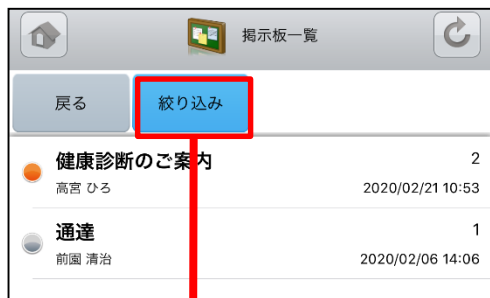 掲示板一覧
戻る 絞り込み
健康診断のご案内 2
高宮 ひろ 2020/02/21 10:53
通達 1
前園 清治 2020/02/06 14:06